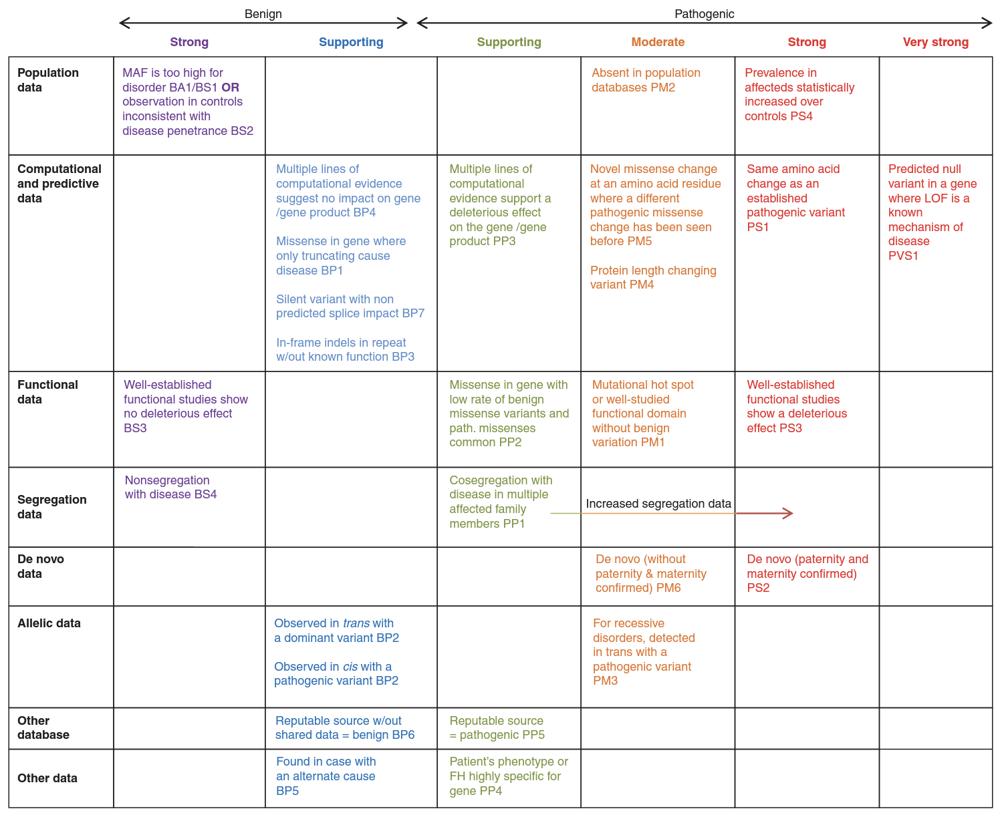 Benign
Pathogenic
Strong
Supporting
Supporting
Moderate
Strong
Very strong
Population
data
MAF is too high for
disorder BA1/BS1 OR
observation in controls
inconsistent with
disease penetrance BS2
Absent in population
databases PM2
Prevalence in
affecteds statistically
increased over
controls PS4
Computational
and predictive
data
Multiple lines of
computational evidence
suggest no impact on gene
/gene product BP4
Missense in gene where
only truncating cause
disease BP1
Silent variant with non
predicted splice impact BP7
In-frame indels in repeat
w/out known function BP3
Multiple lines of
computational
evidence support a
deleterious effect
on the gene /gene
product PP3
Novel missense change
at an amino acid residue
where a different
pathogenic missense
change has been seen
before PM5
Protein length changing
variant PM4
Same amino acid
change as an
established
pathogenic variant
PS1
Predicted null
variant in a gene
where LOF is a
known
mechanism of
disease
PVS1
Functional
data
Well-established
functional studies show
no deleterious effect
BS3
Missense in gene with
low rate of benign
missense variants and
path. missenses
common PP2
Mutational hot spot
or well-studied
functional domain
without benign
variation PM1
Well-established
functional studies
show a deleterious
effect PS3
Segregation
data
Nonsegregation
with disease BS4
Cosegregation with
disease in multiple
affected family
members PP1
Increased segregation data
De novo
data
De novo (without
paternity & maternity
confirmed) PM6
De novo (paternity and
maternity confirmed)
PS2
Allelic data
Observed in trans with
a dominant variant BP2
Observed in cis with a
pathogenic variant BP2
For recessive
disorders, detected
in trans with a
pathogenic variant
PM3
Other
database
Reputable source w/out
shared data = benign BP6
Reputable source
= pathogenic PP5
Other data
Found in case with
an alternate cause
BP5
Patient’s phenotype or
FH highly specific for
gene PP4